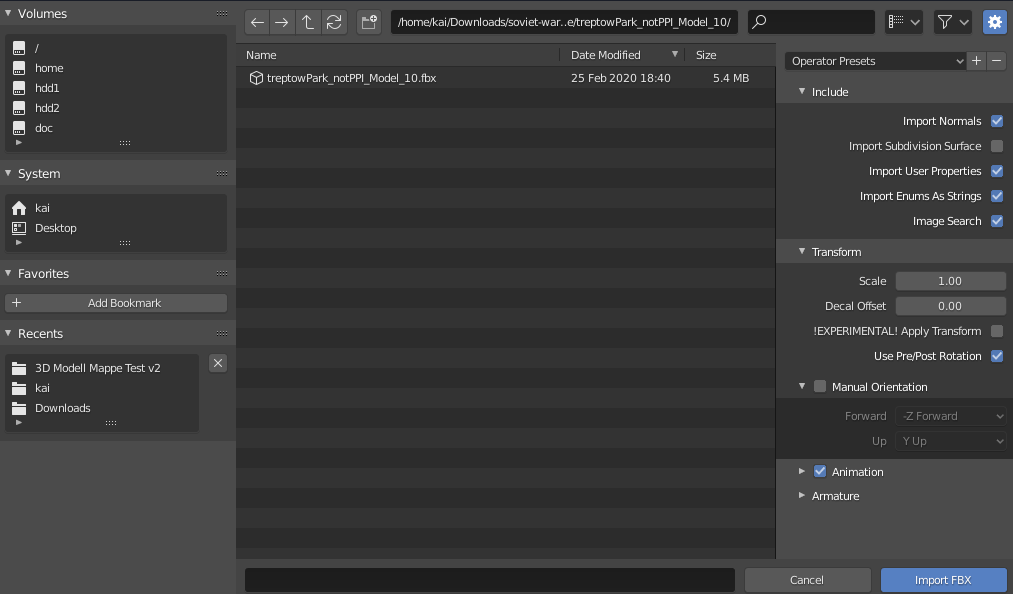 Volumes
/
home
hdd1
hdd2
doc
System
kai
Desktop
Favorites
+ Add Bookmark
Recents
3D Modell Mappe Test v2
kai
Downloads
/home/kai/Downloads/soviet-war..e/treptowPark_notPPI_Model_10/
Name Date Modified Size
treptowPark_notPPI_Model_10.fbx 25 Feb 2020 18:40 5.4 MB
Operator Presets
Include
Import Normals
Import Subdivision Surface
Import User Properties
Import Enums As Strings
Image Search
Transform
Scale 1.00
Decal Offset 0.00
!EXPERIMENTAL! Apply Transform
Use Pre/Post Rotation
Manual Orientation
Forward -Z Forward
Up Y Up
Animation
Armature
Cancel Import FBX